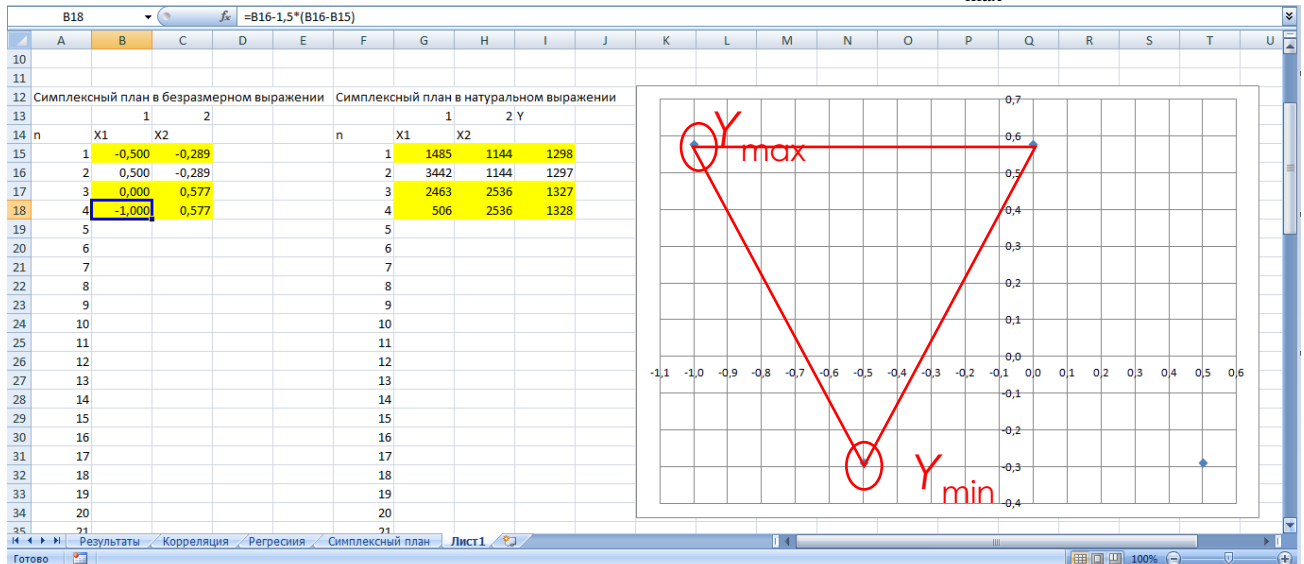 B18 fx =B16-1,5*(B16-B15)
A B C D E F G H I J K L M N O P Q R S T U
10
11
12 Симплексный план в безразмерном выражении Симплексный план в натуральном выражении
13 1 2 1 2 Y
14 n X1 X2 n X1 X2
15 1 -0,500 -0,289 1 1485 1144 1298
16 2 0,500 -0,289 2 3442 1144 1297
17 3 0,000 0,577 3 2463 2536 1327
18 4 -1,000 0,577 4 506 2536 1328
19 5 5
20 6 6
21 7 7
22 8 8
23 9 9
24 10 10
25 11 11
26 12 12
27 13 13
28 14 14
29 15 15
30 16 16
31 17 17
32 18 18
33 19 19
34 20 20
35 21 21
0,7
0,6
0,5
0,4
0,3
0,2
0,1
0,0
-1,1 -1,0 -0,9 -0,8 -0,7 -0,6 -0,5 -0,4 -0,3 -0,2 -0,1 0,0 0,1 0,2 0,3 0,4 0,5 0,6
-0,1
-0,2
-0,3
-0,4
Ymax
Ymin
Результаты Корреляция Регресиия Симплексный план Лист1
Готово 100%